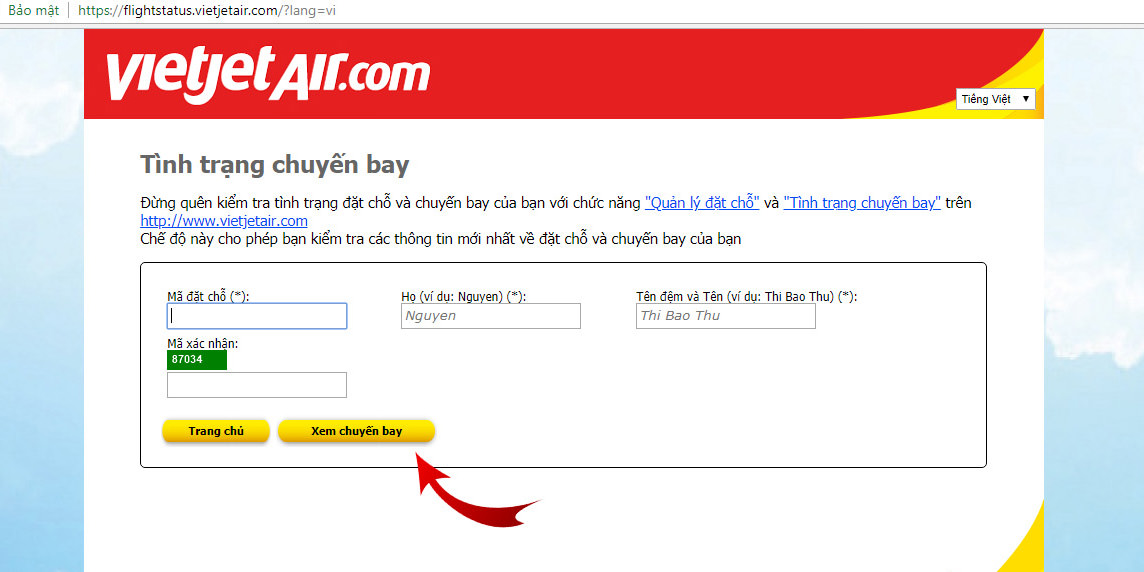 Bảo mật | https://flightstatus.vietjetair.com/?lang=vi
vietjetAir.com
Tiếng Việt ▼
Tình trạng chuyến bay
Đừng quên kiểm tra tình trạng đặt chỗ và chuyến bay của bạn với chức năng "Quản lý đặt chỗ" và "Tình trạng chuyến bay" trên
http://www.vietjetair.com
Chế độ này cho phép bạn kiểm tra các thông tin mới nhất về đặt chỗ và chuyến bay của bạn
Mã đặt chỗ (*): Họ (ví dụ: Nguyen) (*): Tên đệm và Tên (ví dụ: Thi Bao Thu) (*):
Nguyen Thi Bao Thu
Mã xác nhận:
87034
Trang chủ Xem chuyến bay